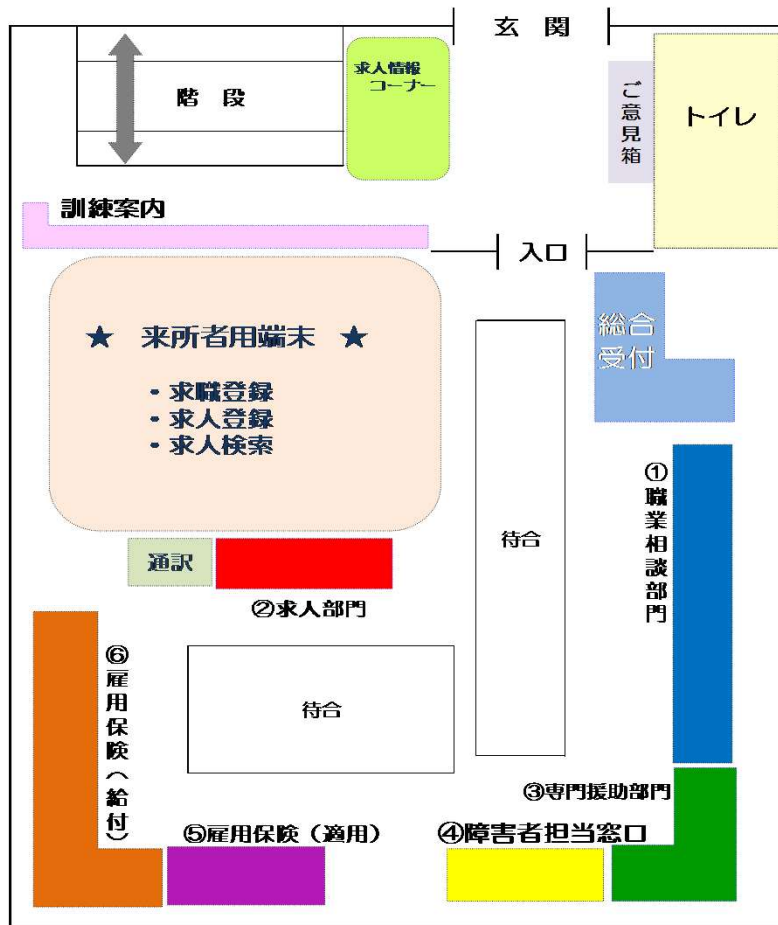 玄　関
求人情報
コーナー
階　段
ご意見箱
トイレ
訓練案内
入口
総合
受付
★　来所者用端末　★
・求職登録
・求人登録
・求人検索
①職業相談部門
待合
通訳
②求人部門
⑥雇用保険（給付）
待合
③専門援助部門
⑤雇用保険（適用）
④障害者担当窓口